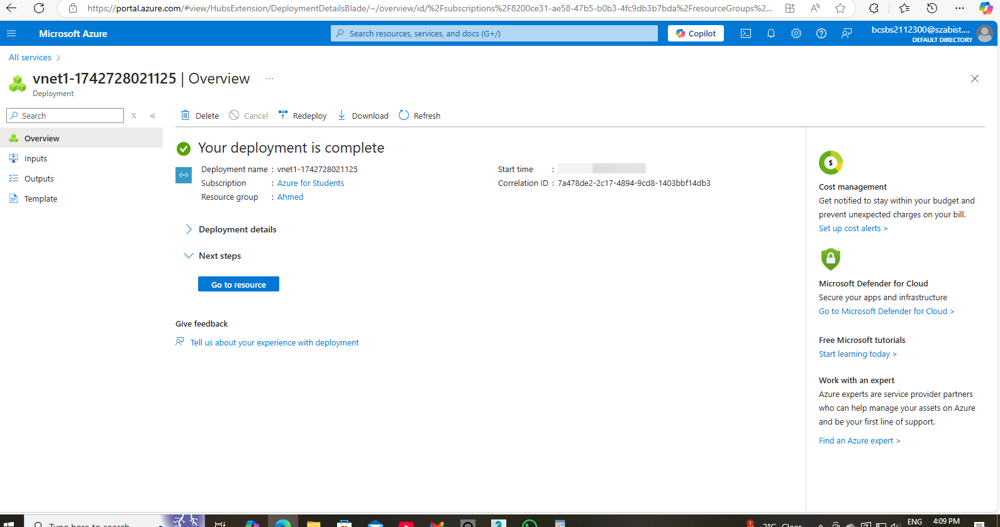 https://portal.azure.com/#view/HubsExtension/DeploymentDetailsBlade/~/overview/id/%2Fsubscriptions%2F8200ce31-ae58-47b5-b0b3-4fc9db3b7bda%2FresourceGroups%2...
Microsoft Azure
Search resources, services, and docs (G+/)
Copilot
bcsbs2112300@szabist....
DEFAULT DIRECTORY
All services >
vnet1-1742728021125 | Overview ...
Deployment
Search
Overview
Inputs
Outputs
Template
Delete
Cancel
Redeploy
Download
Refresh
Your deployment is complete
Deployment name : vnet1-1742728021125
Subscription : Azure for Students
Resource group : Ahmed
Start time :
Correlation ID : 7a478de2-2c17-4894-9cd8-1403bbf14db3
Deployment details
Next steps
Go to resource
Give feedback
Tell us about your experience with deployment
$
Cost management
Get notified to stay within your budget and
prevent unexpected charges on your bill.
Set up cost alerts >
Microsoft Defender for Cloud
Secure your apps and infrastructure
Go to Microsoft Defender for Cloud >
Free Microsoft tutorials
Start learning today >
Work with an expert
Azure experts are service provider partners
who can help manage your assets on Azure
and be your first line of support.
Find an Azure expert >
Type here to search
1
2°C Clear
ENG
4:09 PM